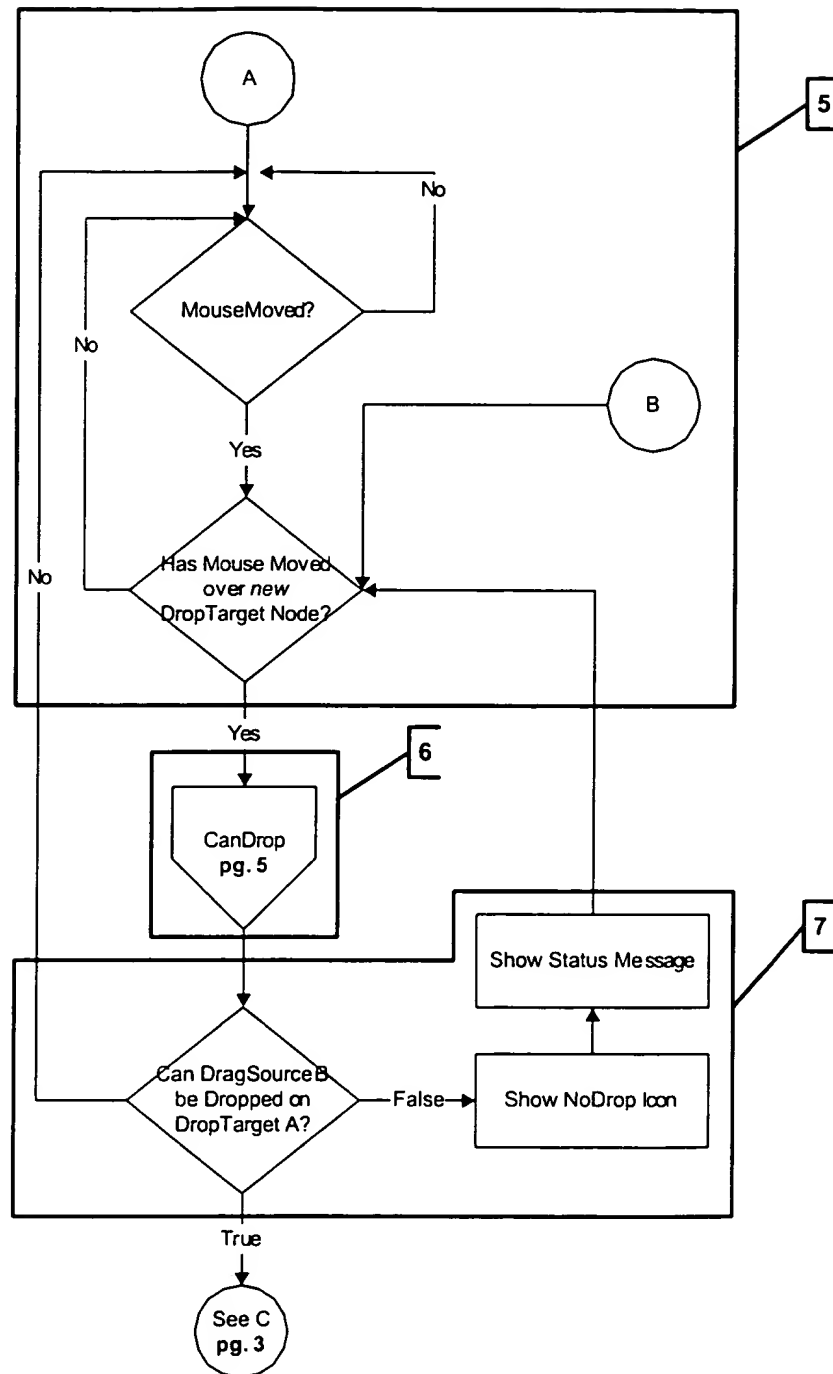 A
5
No
MouseMoved?
No
B
Yes
Has Mouse Moved
over new
DropTarget Node?
No
Yes
6
CanDrop
pg. 5
7
Show Status Message
Can DragSource B
be Dropped on
DropTarget A?
False
Show NoDrop Icon
True
See C
pg. 3